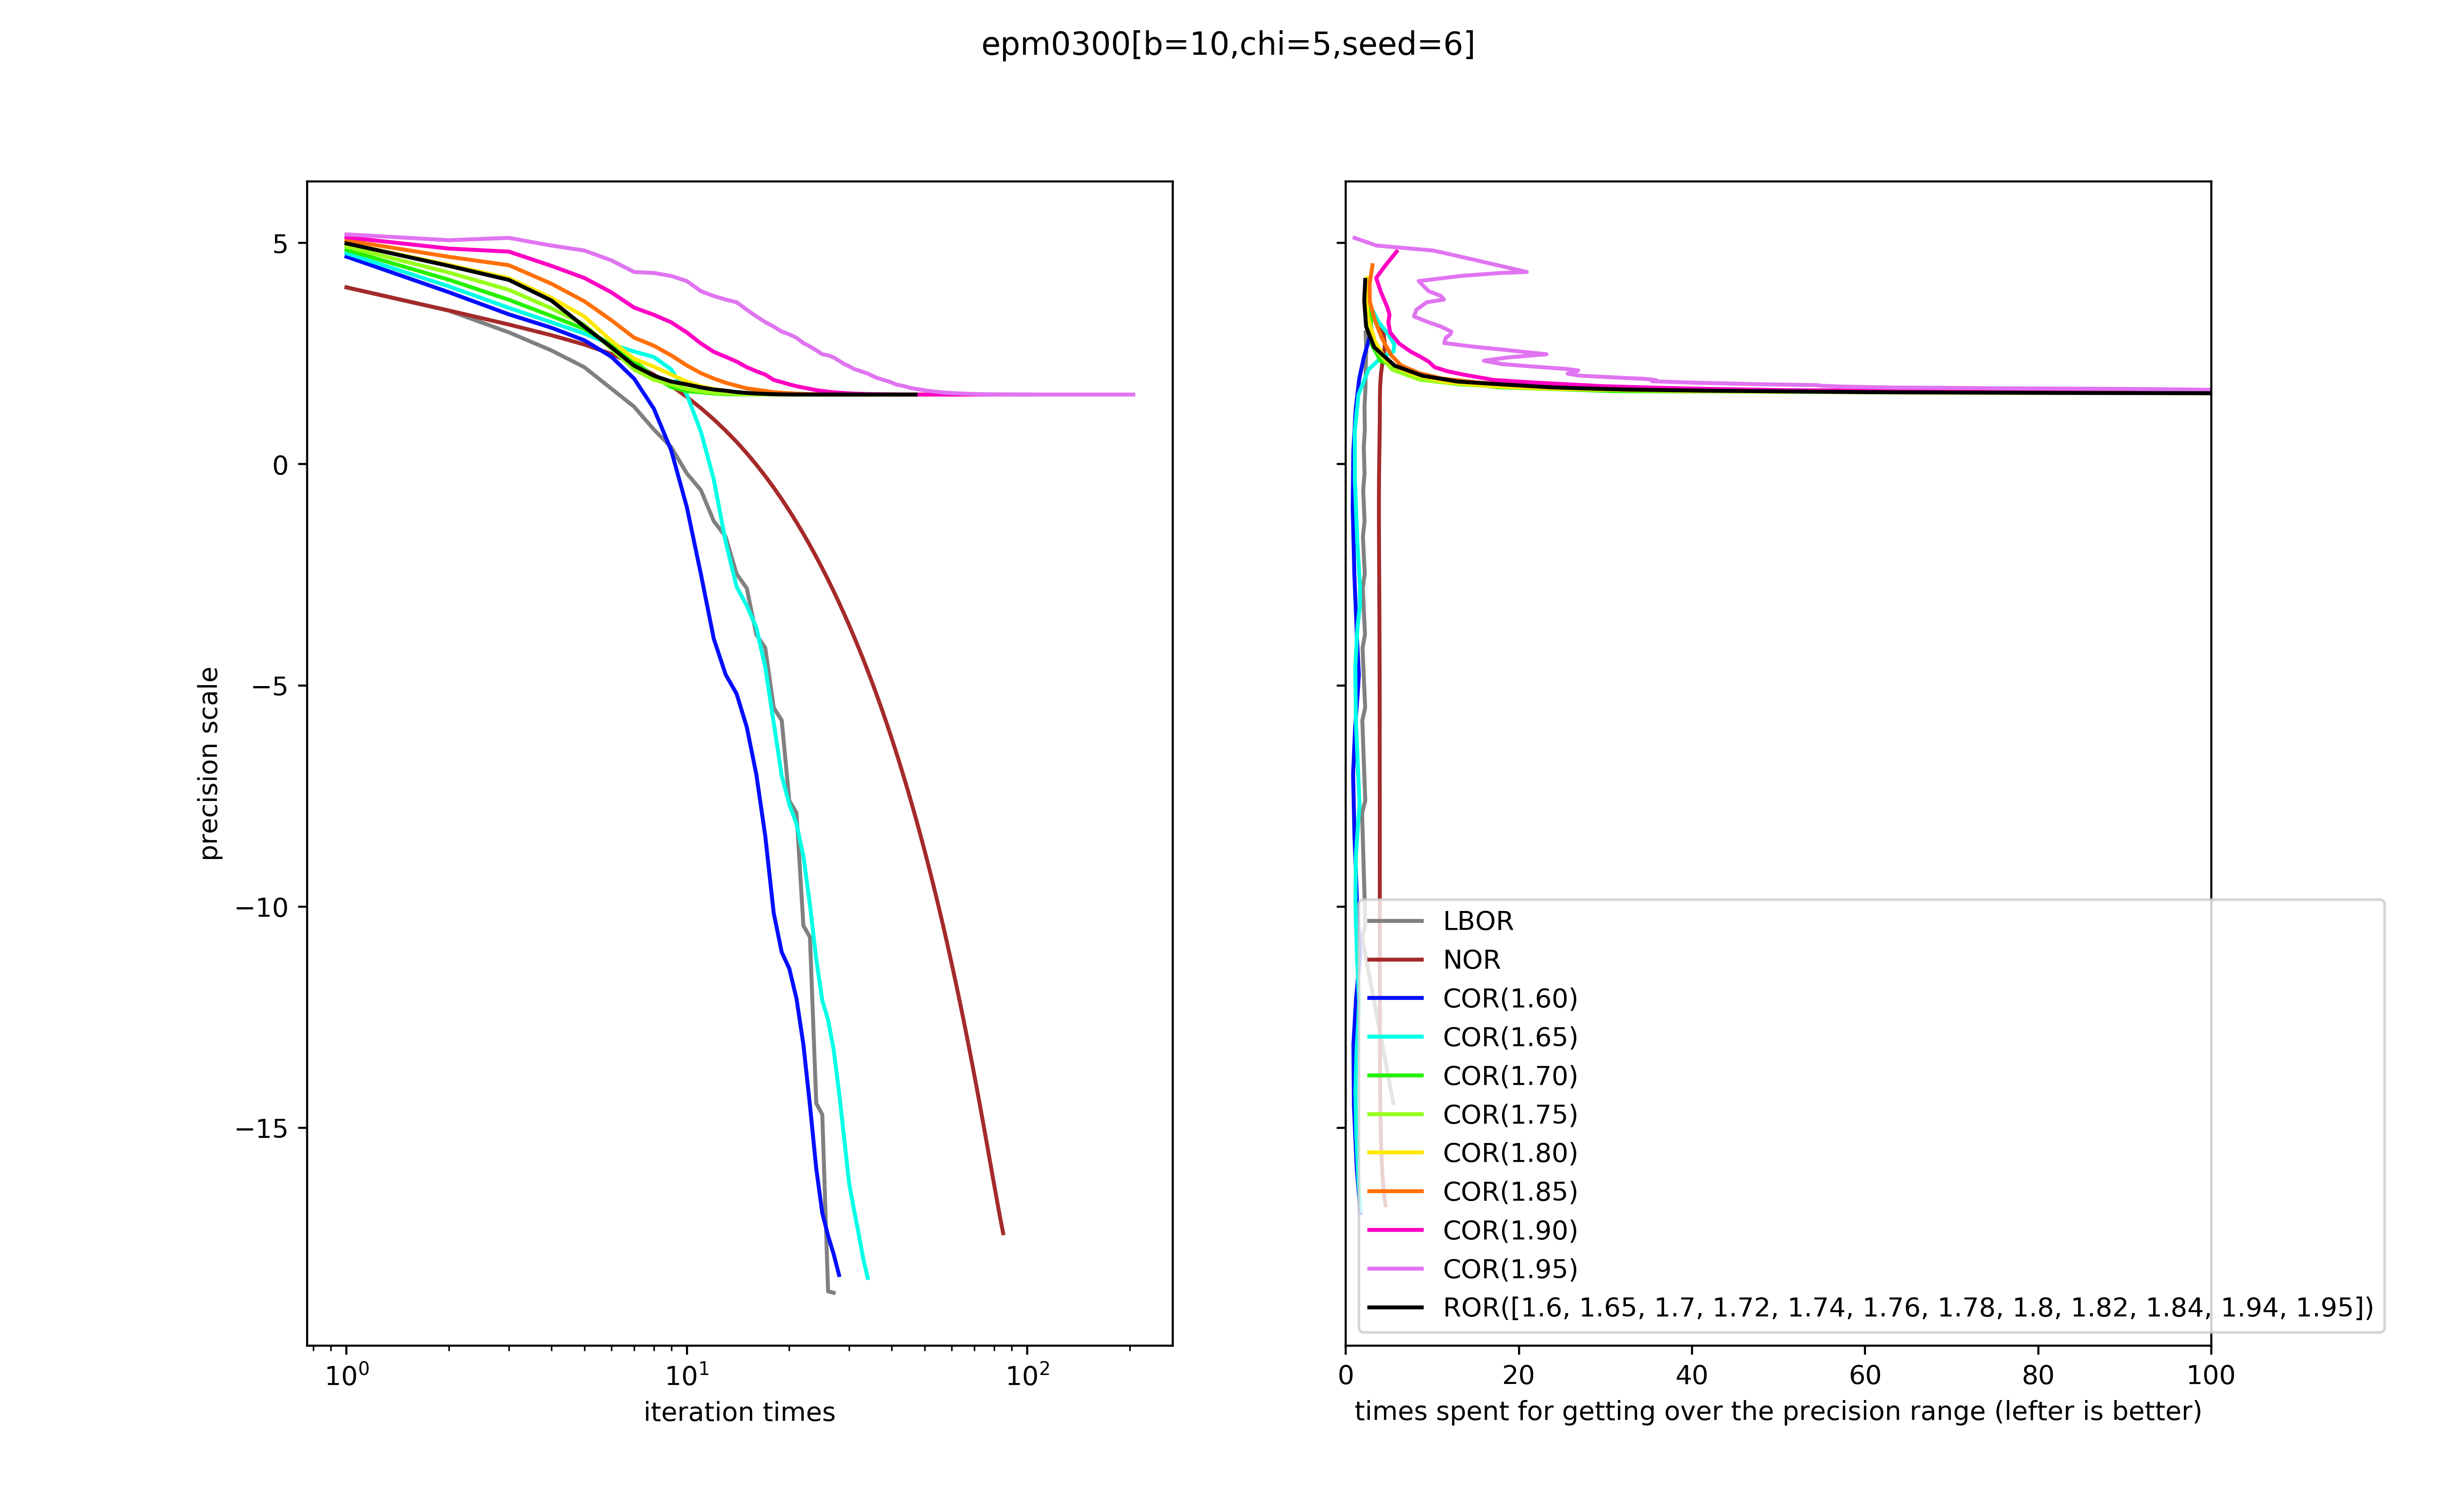 epm0300[b=10,chi=5,seed=6]
precision scale
5
0
−5
−10
−15
10^0 10^1 10^2
iteration times
0 20 40 60 80 100
times spent for getting over the precision range (lefter is better)
LBOR
NOR
COR(1.60)
COR(1.65)
COR(1.70)
COR(1.75)
COR(1.80)
COR(1.85)
COR(1.90)
COR(1.95)
ROR([1.6, 1.65, 1.7, 1.72, 1.74, 1.76, 1.78, 1.8, 1.82, 1.84, 1.94, 1.95])